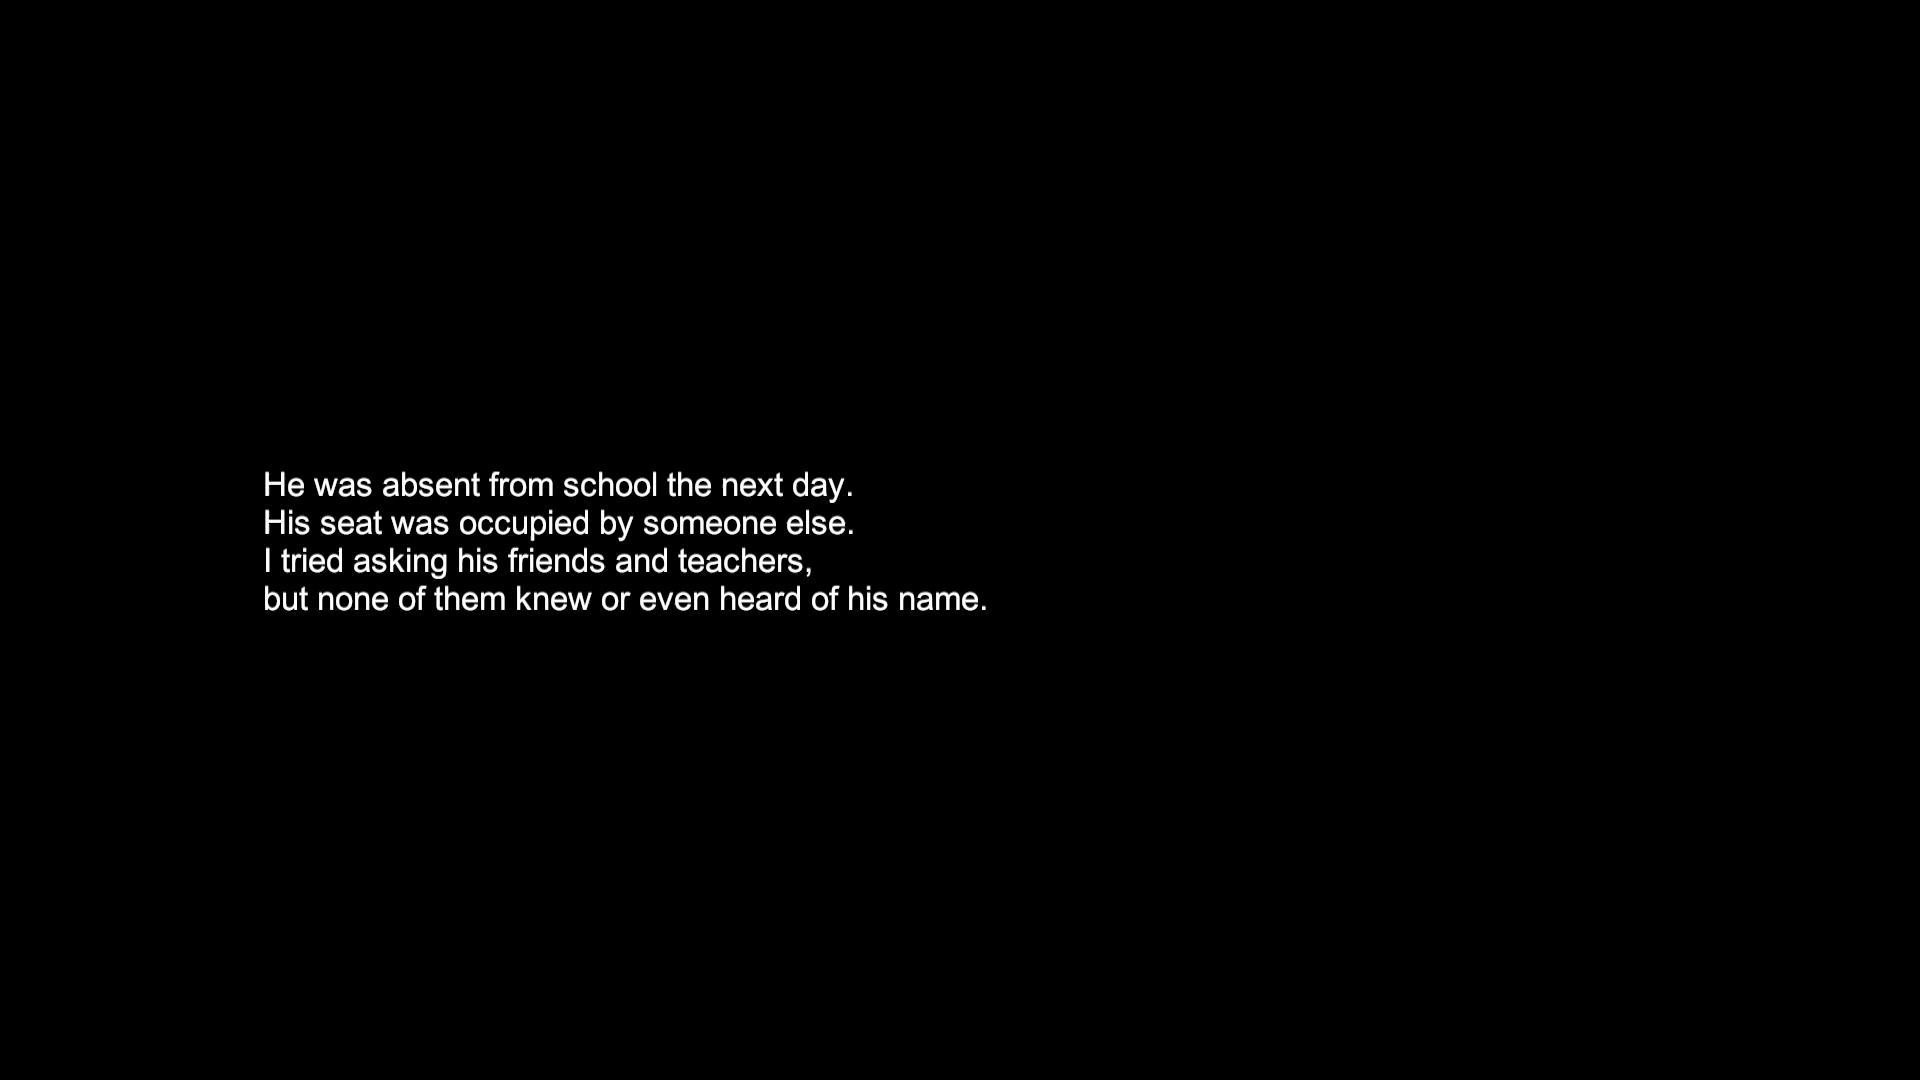 He was absent from school the next day.
His seat was occupied by someone else.
I tried asking his friends and teachers,
but none of them knew or even heard of his name.